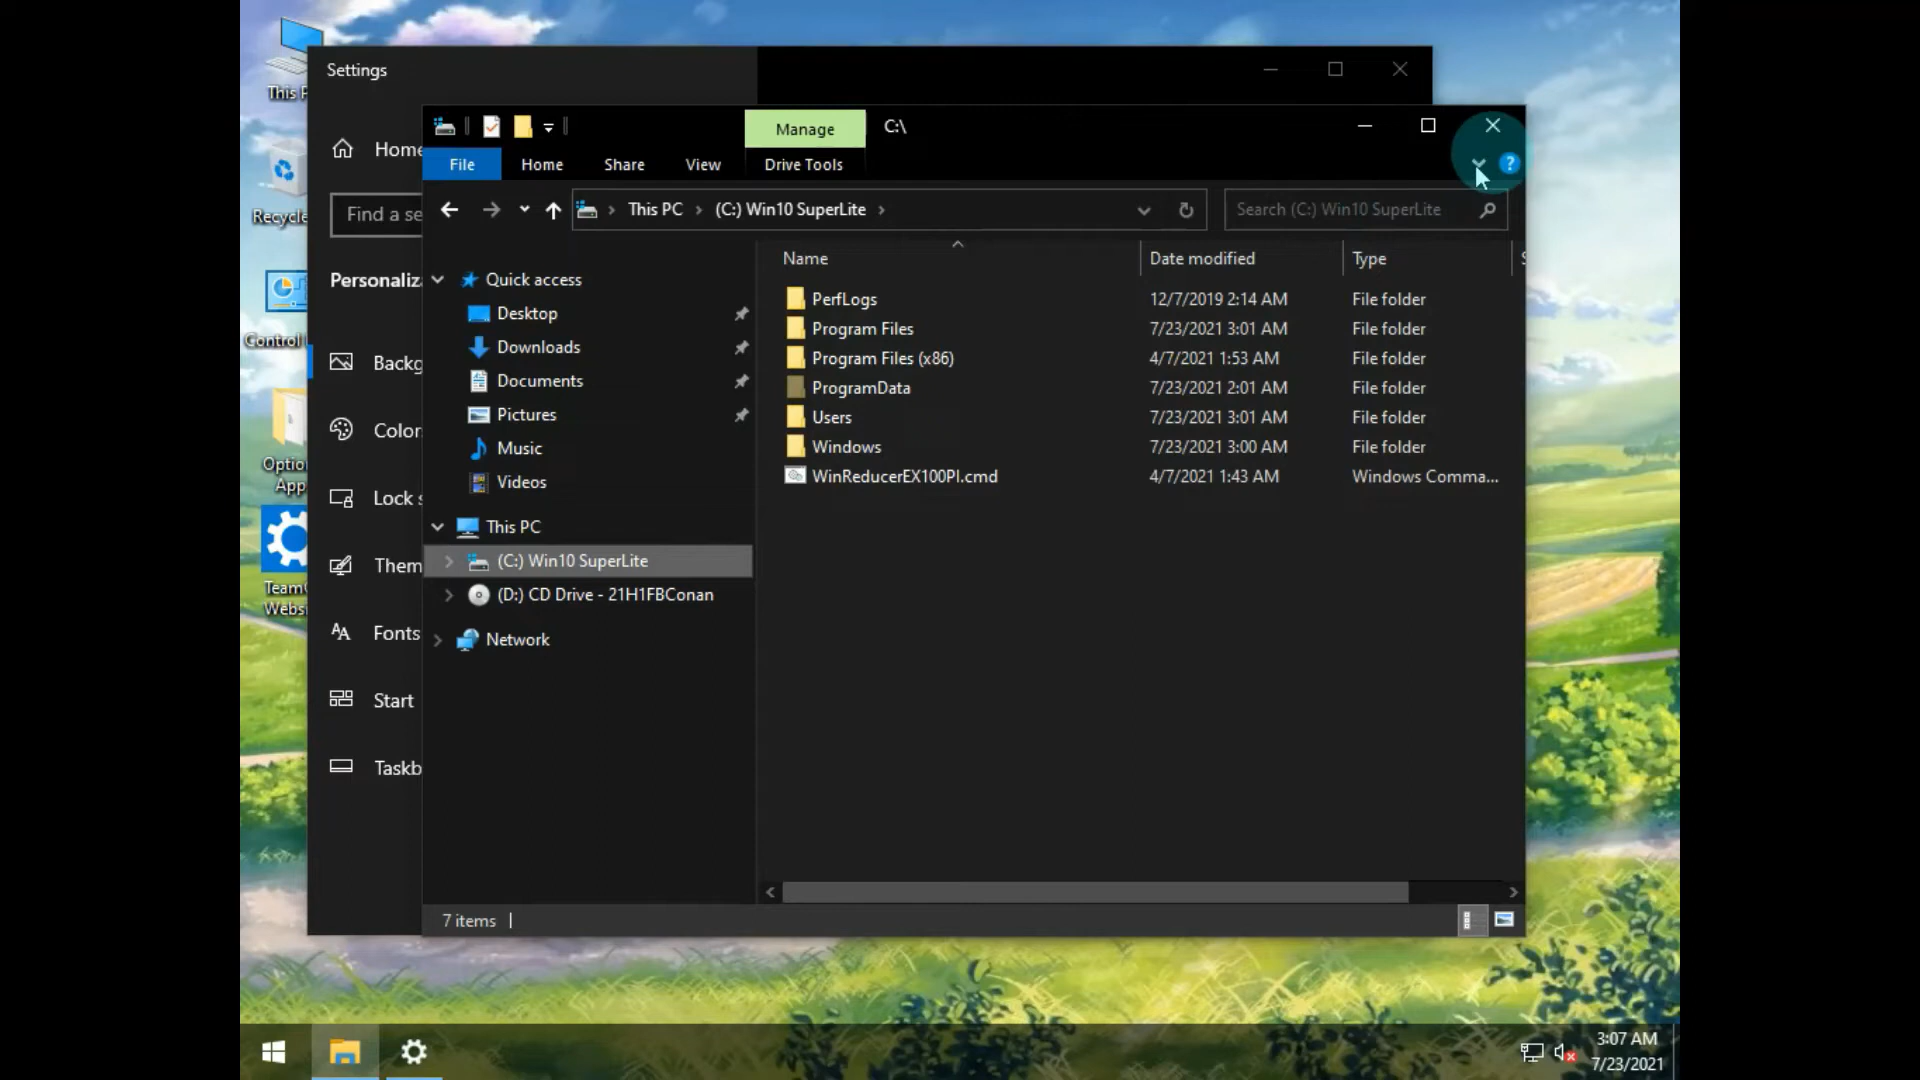 This P
Recycle
Control
Optio
App
Team
Websi
Settings
Home
Find a se
Personaliz
Backg
Color
Lock s
Them
Fonts
Start
Taskb
Manage
C:\
File
Home
Share
View
Drive Tools
This PC
(C:) Win10 SuperLite
Search (C:) Win10 SuperLite
Quick access
Desktop
Downloads
Documents
Pictures
Music
Videos
This PC
(C:) Win10 SuperLite
(D:) CD Drive - 21H1FBConan
Network
Name Date modified Type
PerfLogs 12/7/2019 2:14 AM File folder
Program Files 7/23/2021 3:01 AM File folder
Program Files (x86) 4/7/2021 1:53 AM File folder
ProgramData 7/23/2021 2:01 AM File folder
Users 7/23/2021 3:01 AM File folder
Windows 7/23/2021 3:00 AM File folder
WinReducerEX100PI.cmd 4/7/2021 1:43 AM Windows Comma...
7 items
3:07 AM
7/23/2021